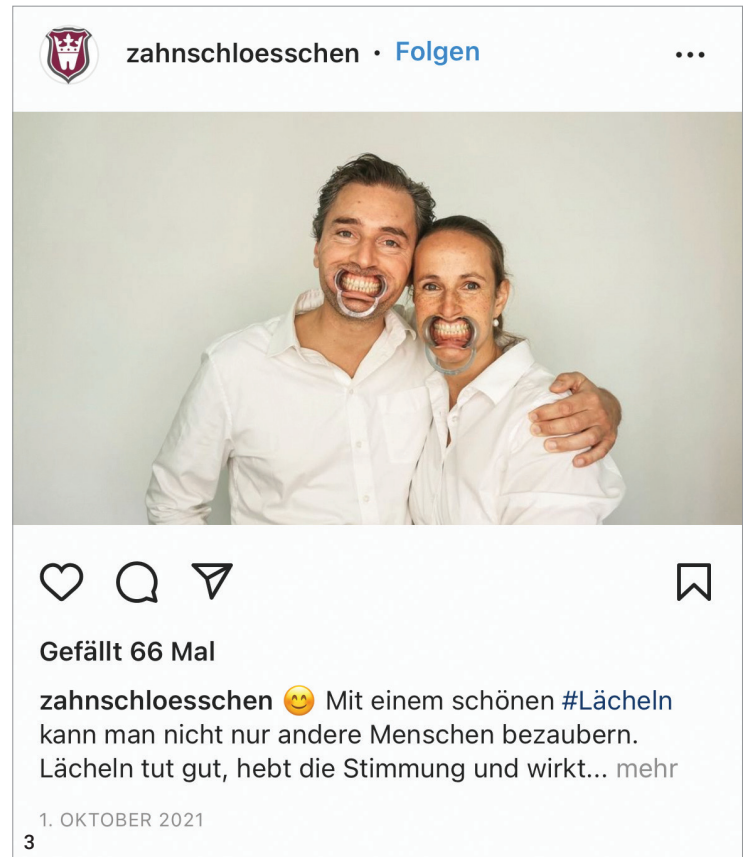 zahnschloesschen · Folgen
Gefällt 66 Mal
zahnschloesschen 😊 Mit einem schönen #Lächeln
kann man nicht nur andere Menschen bezaubern.
Lächeln tut gut, hebt die Stimmung und wirkt... mehr
1. OKTOBER 2021
3